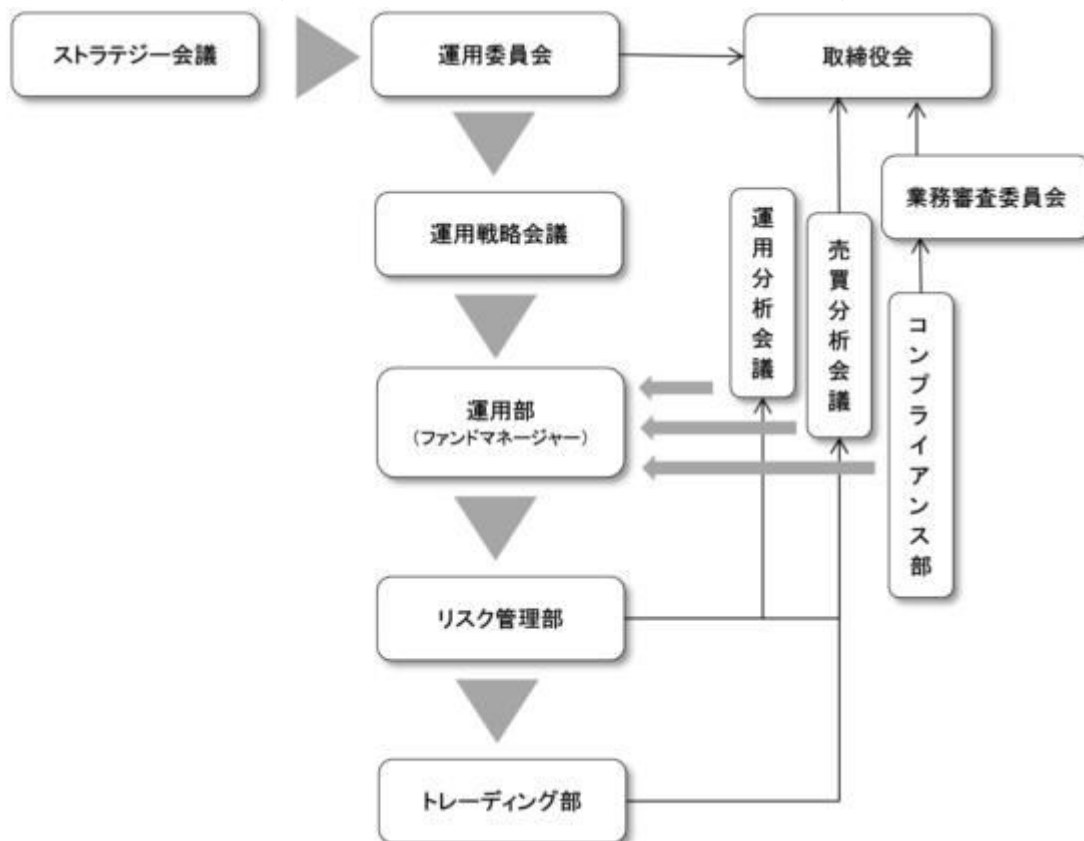 ストラテジー会議
運用委員会
取締役会
業務審査委員会
運用戦略会議
運用分析会議
売買分析会議
コンプライアンス部
運用部
(ファンドマネージャー)
リスク管理部
トレーディング部